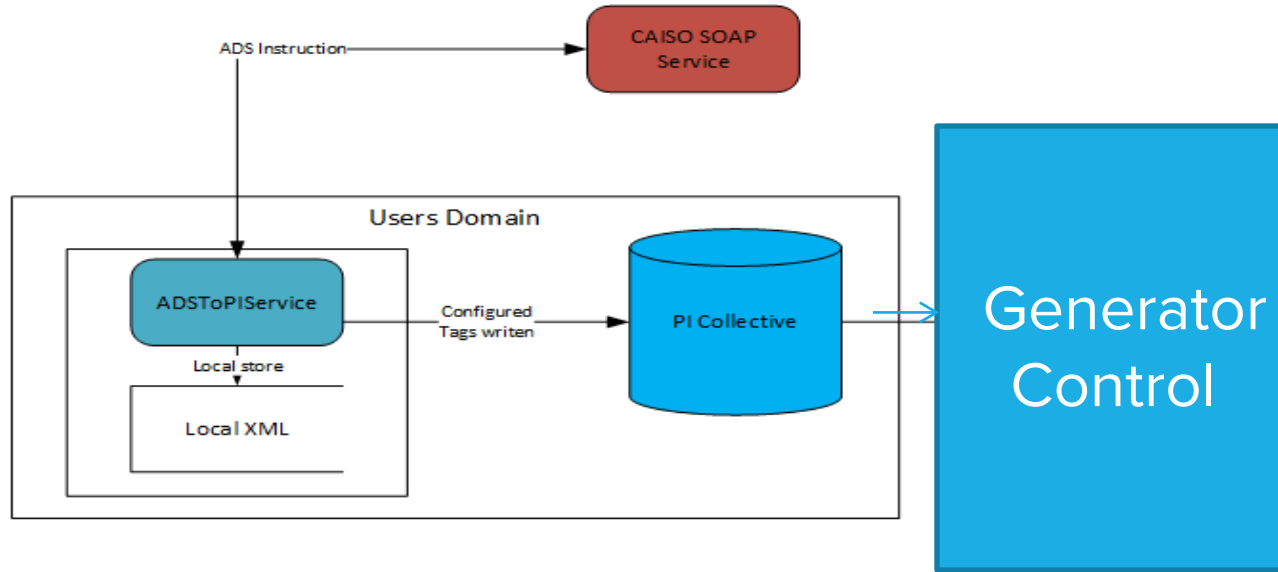 ADS Instruction
CAISO SOAP
Service
Users Domain
ADSToPIService
Configured
Tags writen
PI Collective
Generator
Control
Local store
Local XML